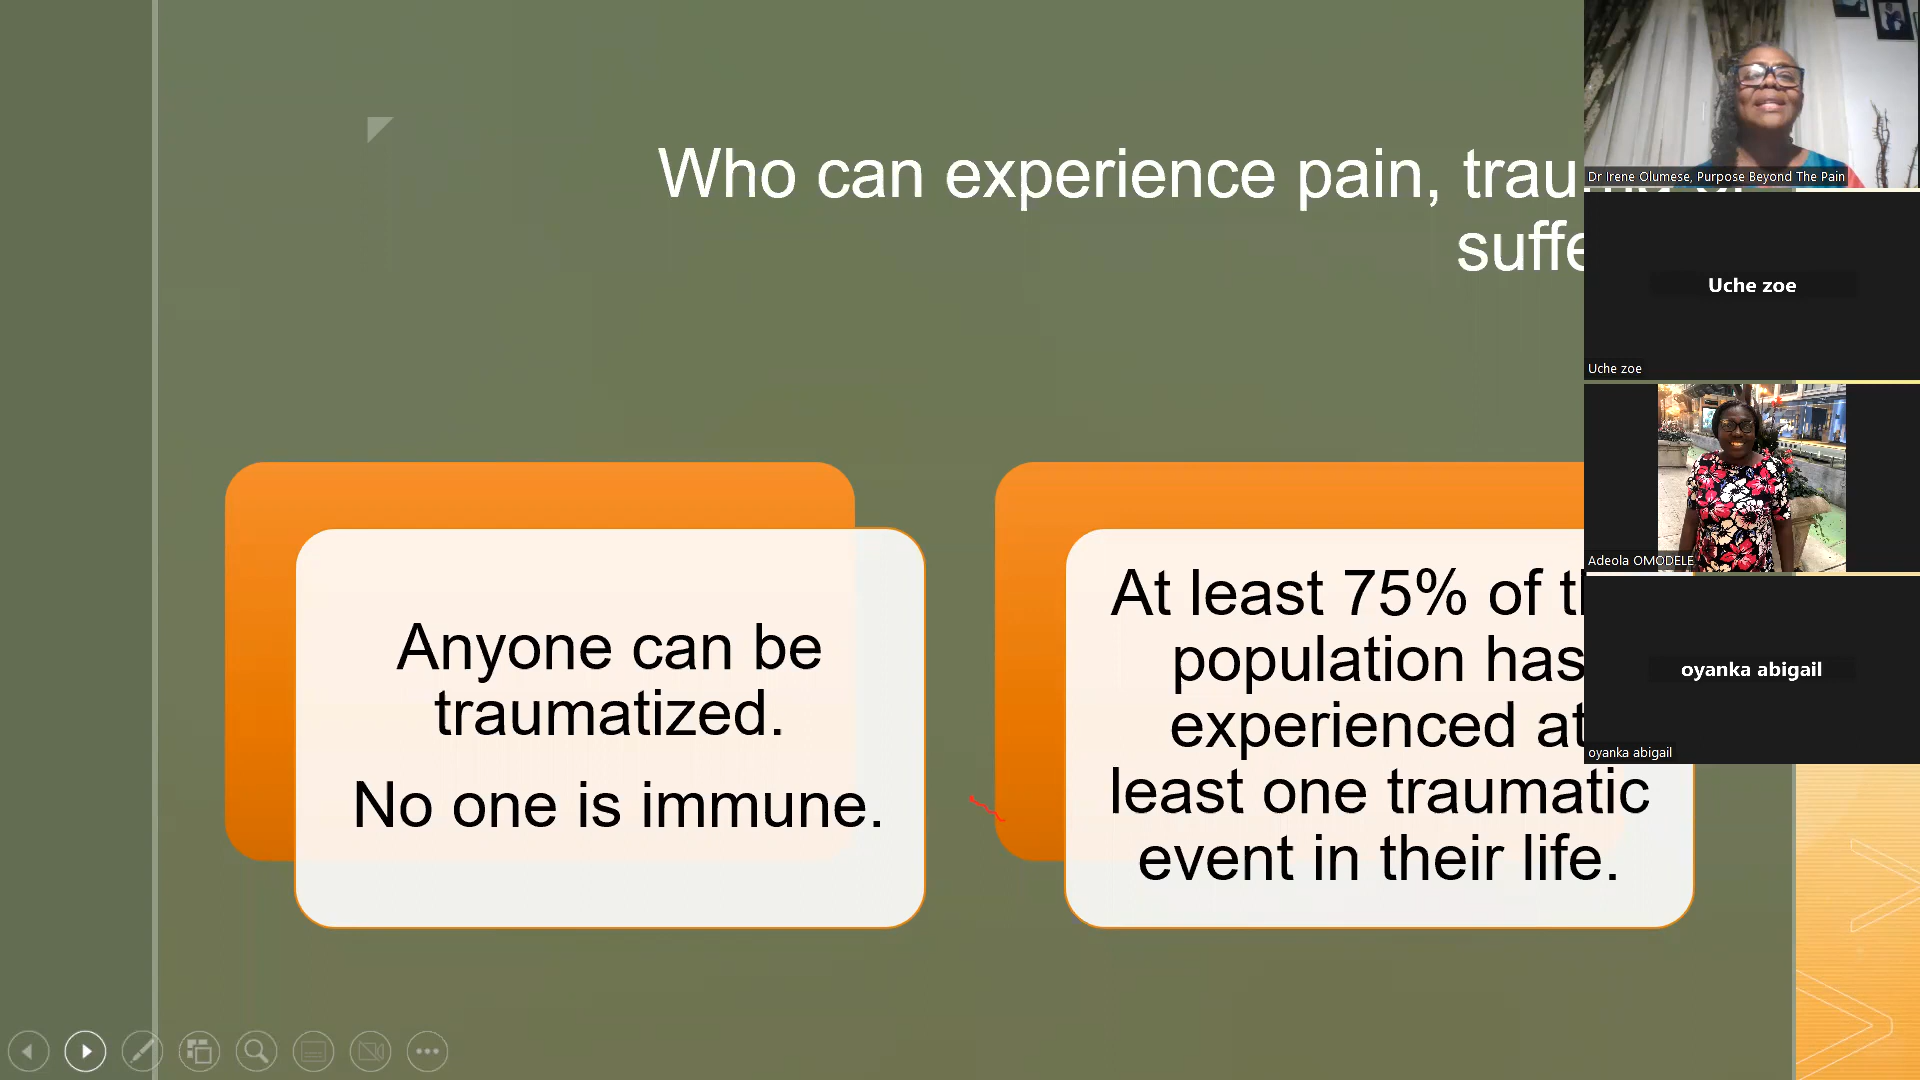 Who can experience pain, trau
suffe
Anyone can be
traumatized.
No one is immune.
At least 75% of th
population has
experienced at
least one traumatic
event in their life.
Dr Irene Olumese, Purpose Beyond The Pain
Uche zoe
Uche zoe
Adeola OMODELE
oyanka abigail
oyanka abigail